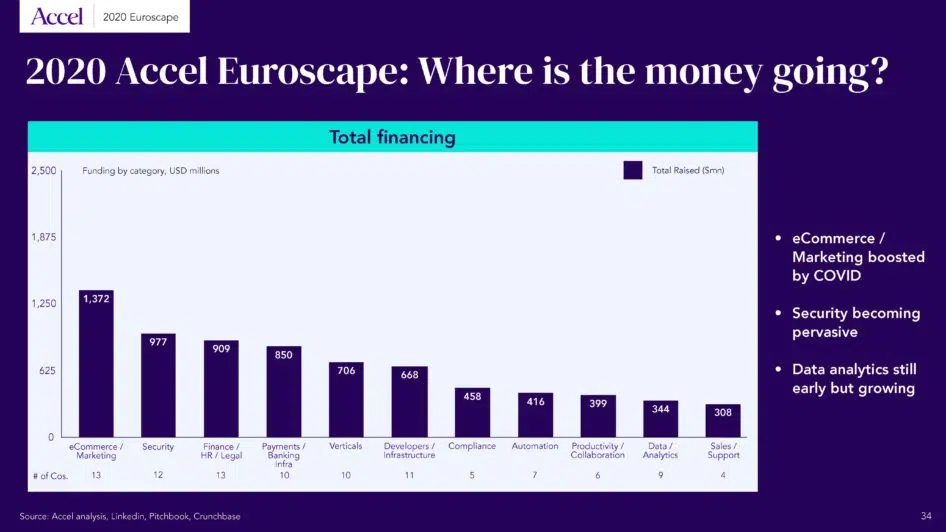 Accel | 2020 Euroscape
2020 Accel Euroscape: Where is the money going?
Total financing
Funding by category, USD millions
Total Raised ($mn)
2,500
1,875
1,250
625
0
1,372
977
909
850
706
668
458
416
399
344
308
eCommerce /
Marketing
Security
Finance /
HR / Legal
Payments /
Banking
Infra
Verticals
Developers /
Infrastructure
Compliance
Automation
Productivity /
Collaboration
Data /
Analytics
Sales /
Support
# of Cos. 13 12 13 10 10 11 5 7 6 9 4
• eCommerce /
Marketing boosted
by COVID
• Security becoming
pervasive
• Data analytics still
early but growing
Source: Accel analysis, Linkedin, Pitchbook, Crunchbase
34